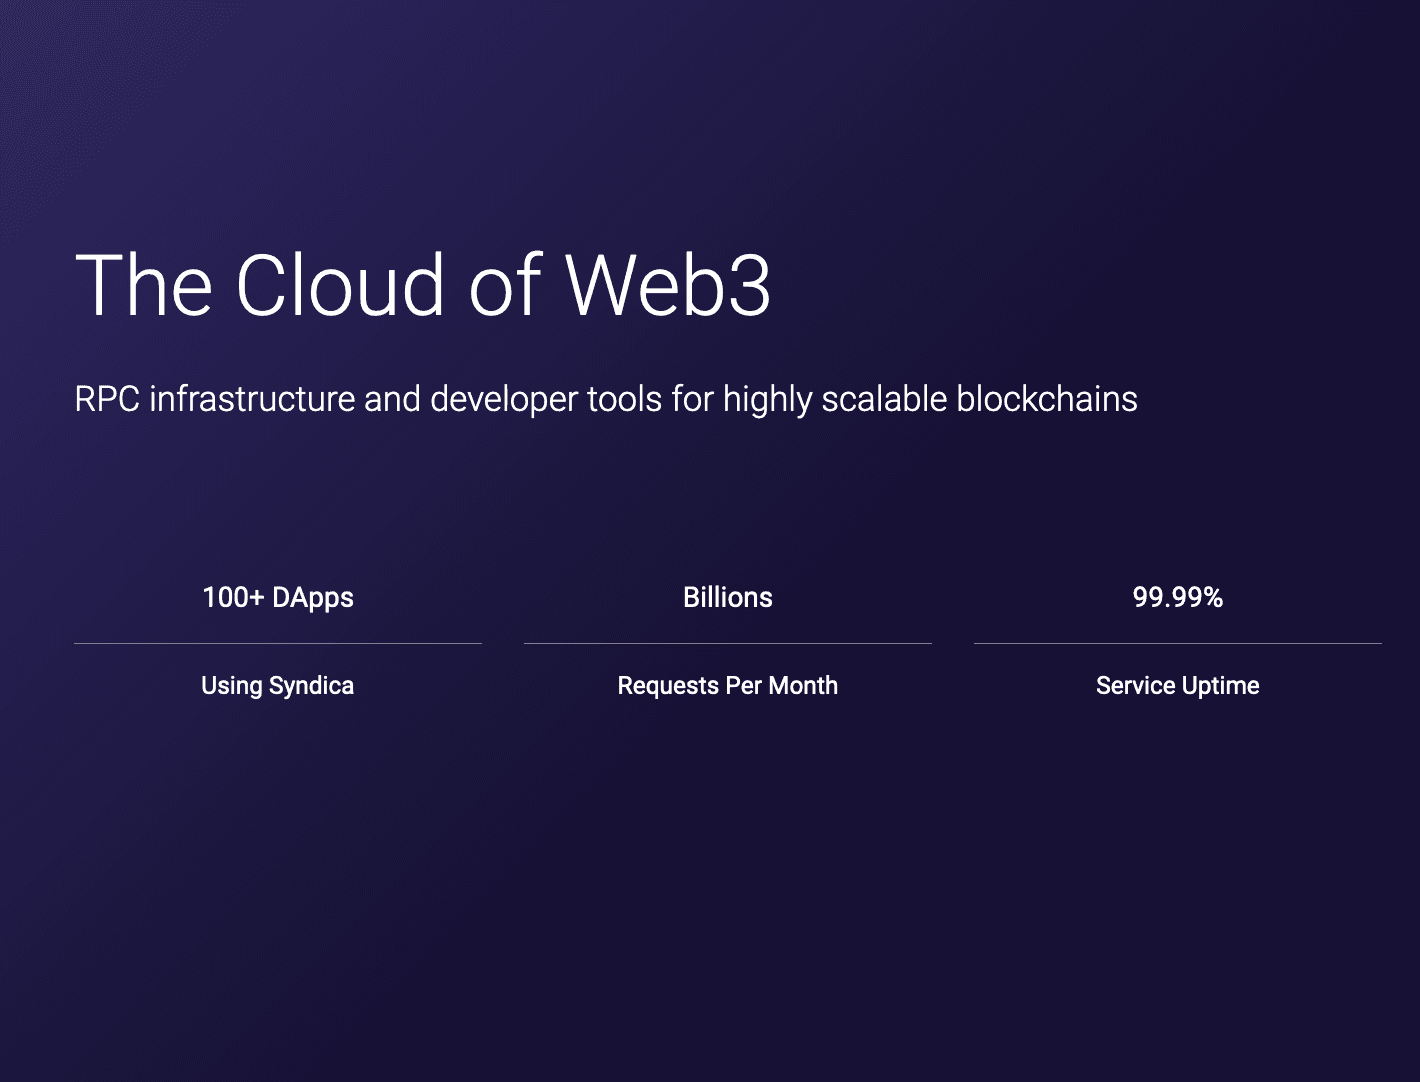 The Cloud of Web3
RPC infrastructure and developer tools for highly scalable blockchains
100+ DApps
Using Syndica
Billions
Requests Per Month
99.99%
Service Uptime